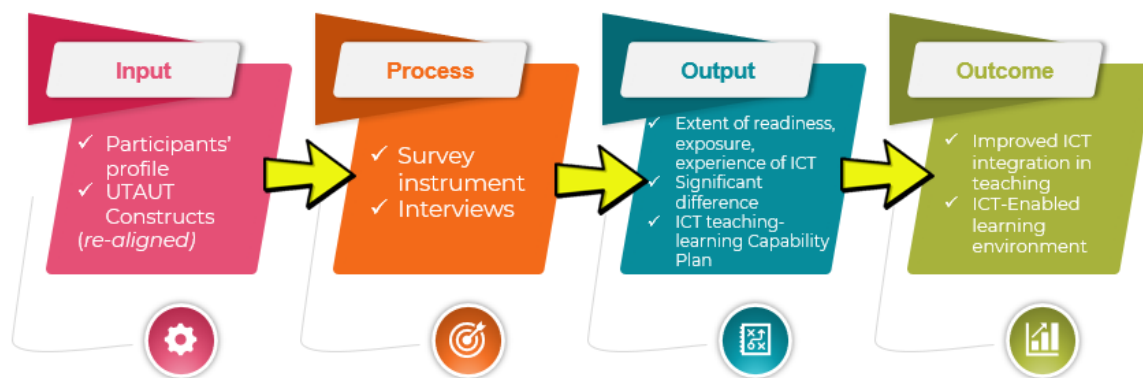 Input
✓ Participants'
profile
✓ UTAUT
Constructs
(re-aligned)
Process
✓ Survey
instrument
✓ Interviews
Output
✓ Extent of readiness,
exposure,
experience of ICT
✓ Significant
difference
✓ ICT teaching-
learning Capability
Plan
Outcome
✓ Improved ICT
integration in
teaching
✓ ICT-Enabled
learning
environment